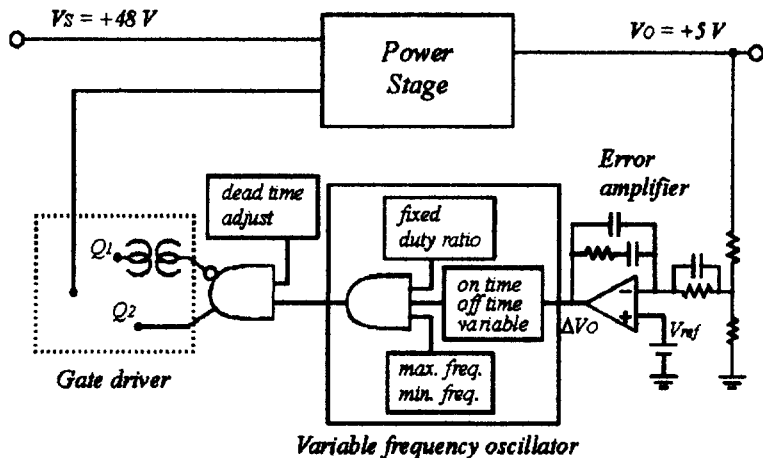 VS = +48 V
Power
Stage
VO = +5 V
Error
amplifier
dead time
adjust
fixed
duty ratio
Q1
on time
off time
variable
−
+
ΔVO
Vref
Q2
max. freq.
min. freq.
Gate driver
Variable frequency oscillator